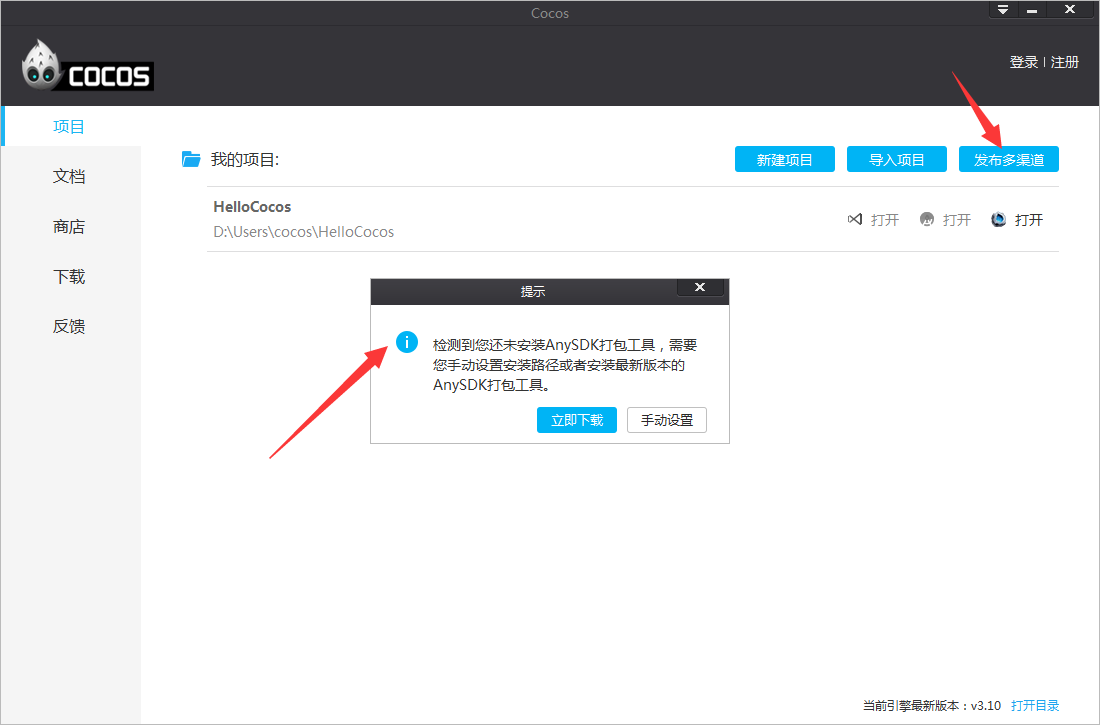 Cocos
COCOS
登录 | 注册
项目
文档
商店
下载
反馈
我的项目:
新建项目
导入项目
发布多渠道
HelloCocos
D:\Users\cocos\HelloCocos
打开
打开
打开
提示
检测到您还未安装AnySDK打包工具，需要
您手动设置安装路径或者安装最新版本的
AnySDK打包工具。
立即下载
手动设置
当前引擎最新版本：v3.10 打开目录